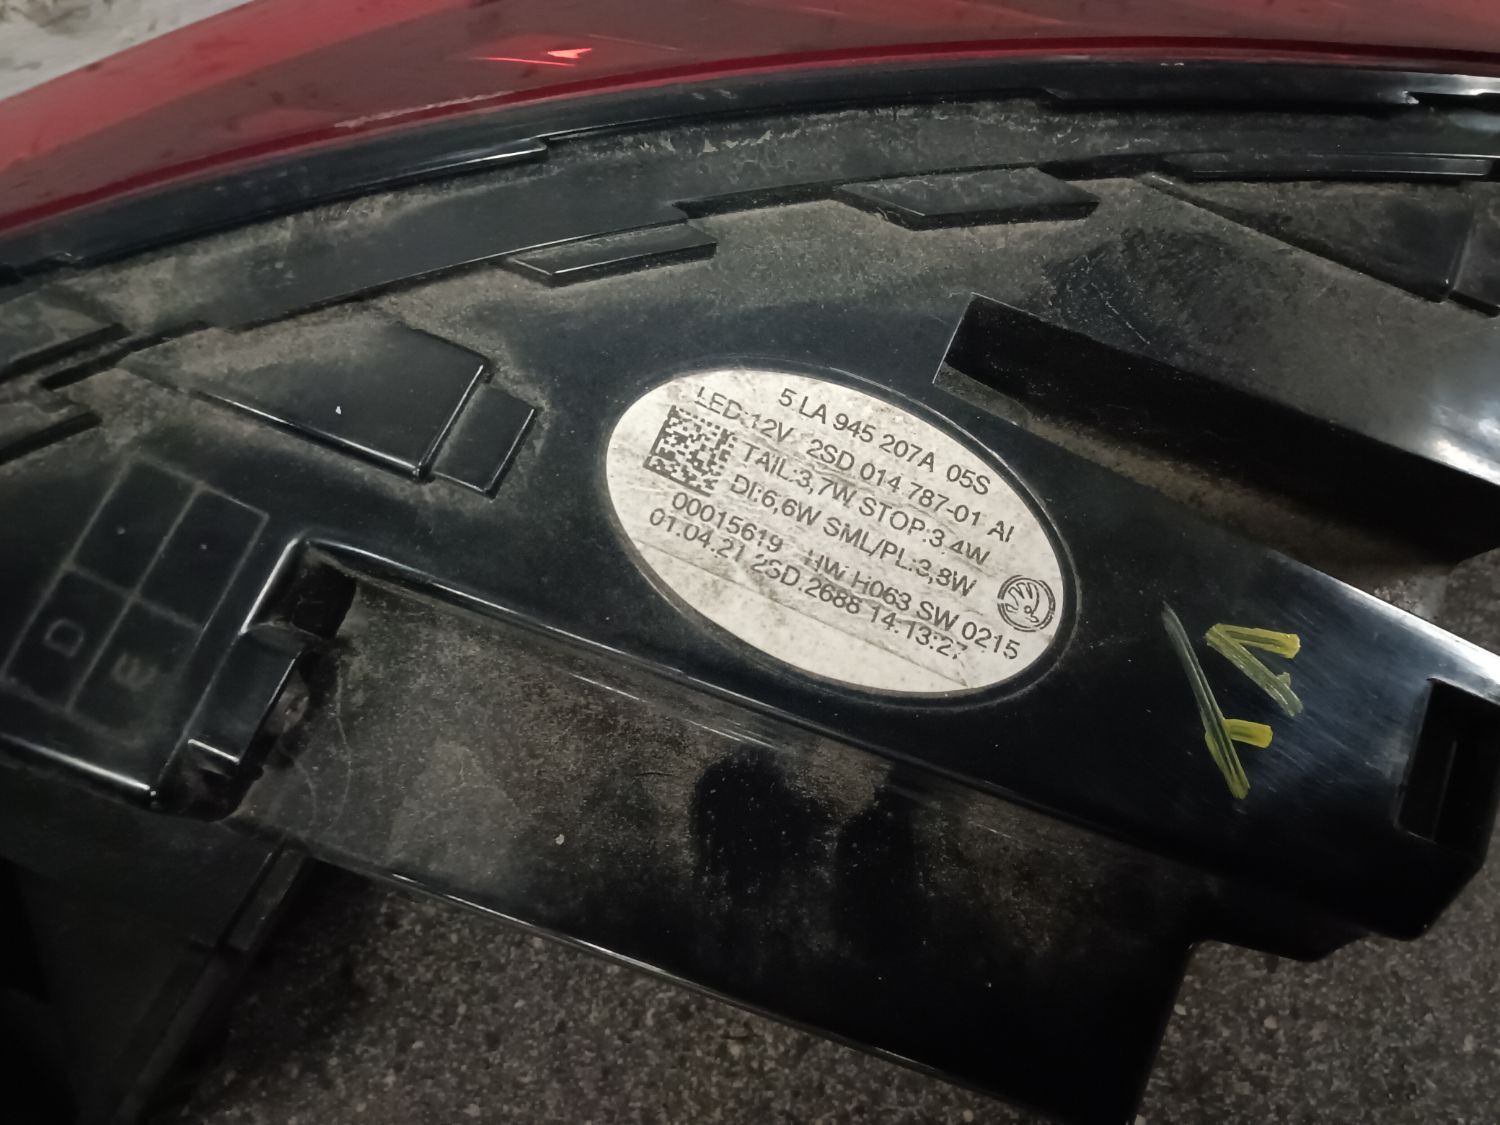 5LA 945 207A 05S
LED:12V 2SD 014 787-01 AI
TAIL:3,7W STOP:3.4W
DI:6,6W SML/PL:3,8W
00015619 HW H063 SW 0215
01.04.21 2SD.2688 14:13:27
D